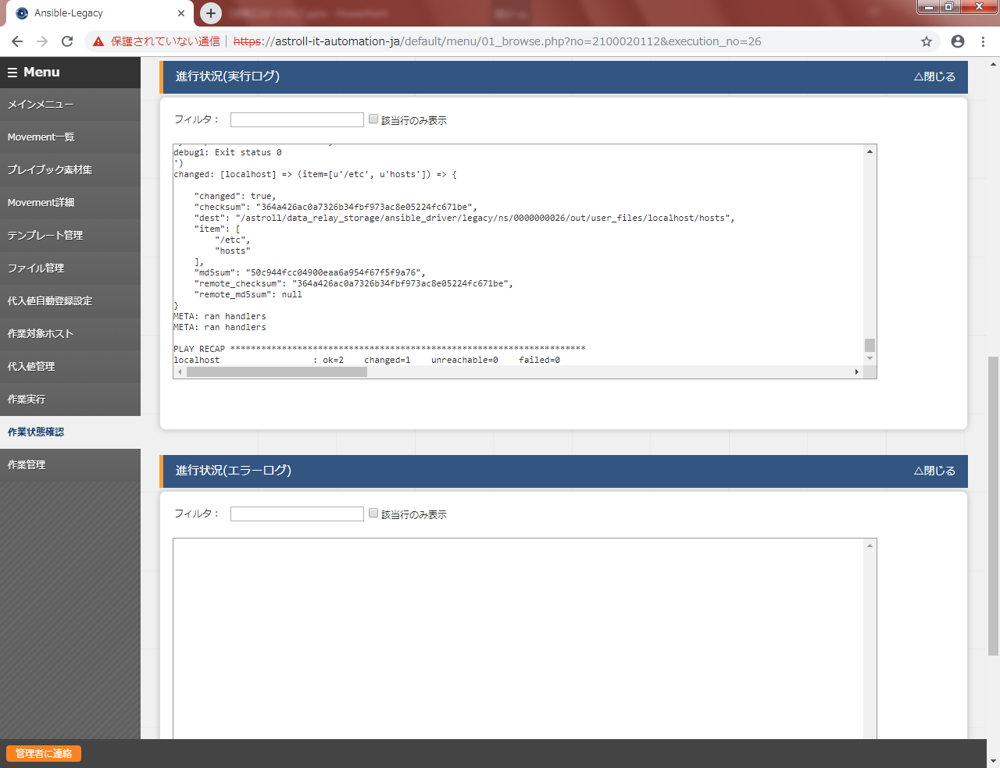 Ansible-Legacy
保護されていない通信
https://astroll-it-automation-ja/default/menu/01_browse.php?no=2100020112&execution_no=26
Menu
メインメニュー
Movement一覧
プレイブック素材集
Movement詳細
テンプレート管理
ファイル管理
代入値自動登録設定
作業対象ホスト
代入値管理
作業実行
作業状態確認
作業管理
進行状況(実行ログ)
△閉じる
フィルタ：
該当行のみ表示
debug1: Exit status 0
')
changed: [localhost] => (item=[u'/etc', u'hosts']) => {
"changed": true,
"checksum": "364a426ac0a7326b34fbf973ac8e05224fc671be",
"dest": "/astroll/data_relay_storage/ansible_driver/legacy/ns/0000000026/out/user_files/localhost/hosts",
"item": [
"/etc",
"hosts"
],
"md5sum": "50c944fcc04900eaa6a954f67f5f9a76",
"remote_checksum": "364a426ac0a7326b34fbf973ac8e05224fc671be",
"remote_md5sum": null
}
META: ran handlers
META: ran handlers
PLAY RECAP *********************************************************************
localhost : ok=2 changed=1 unreachable=0 failed=0
進行状況(エラーログ)
△閉じる
フィルタ：
該当行のみ表示
管理者に連絡